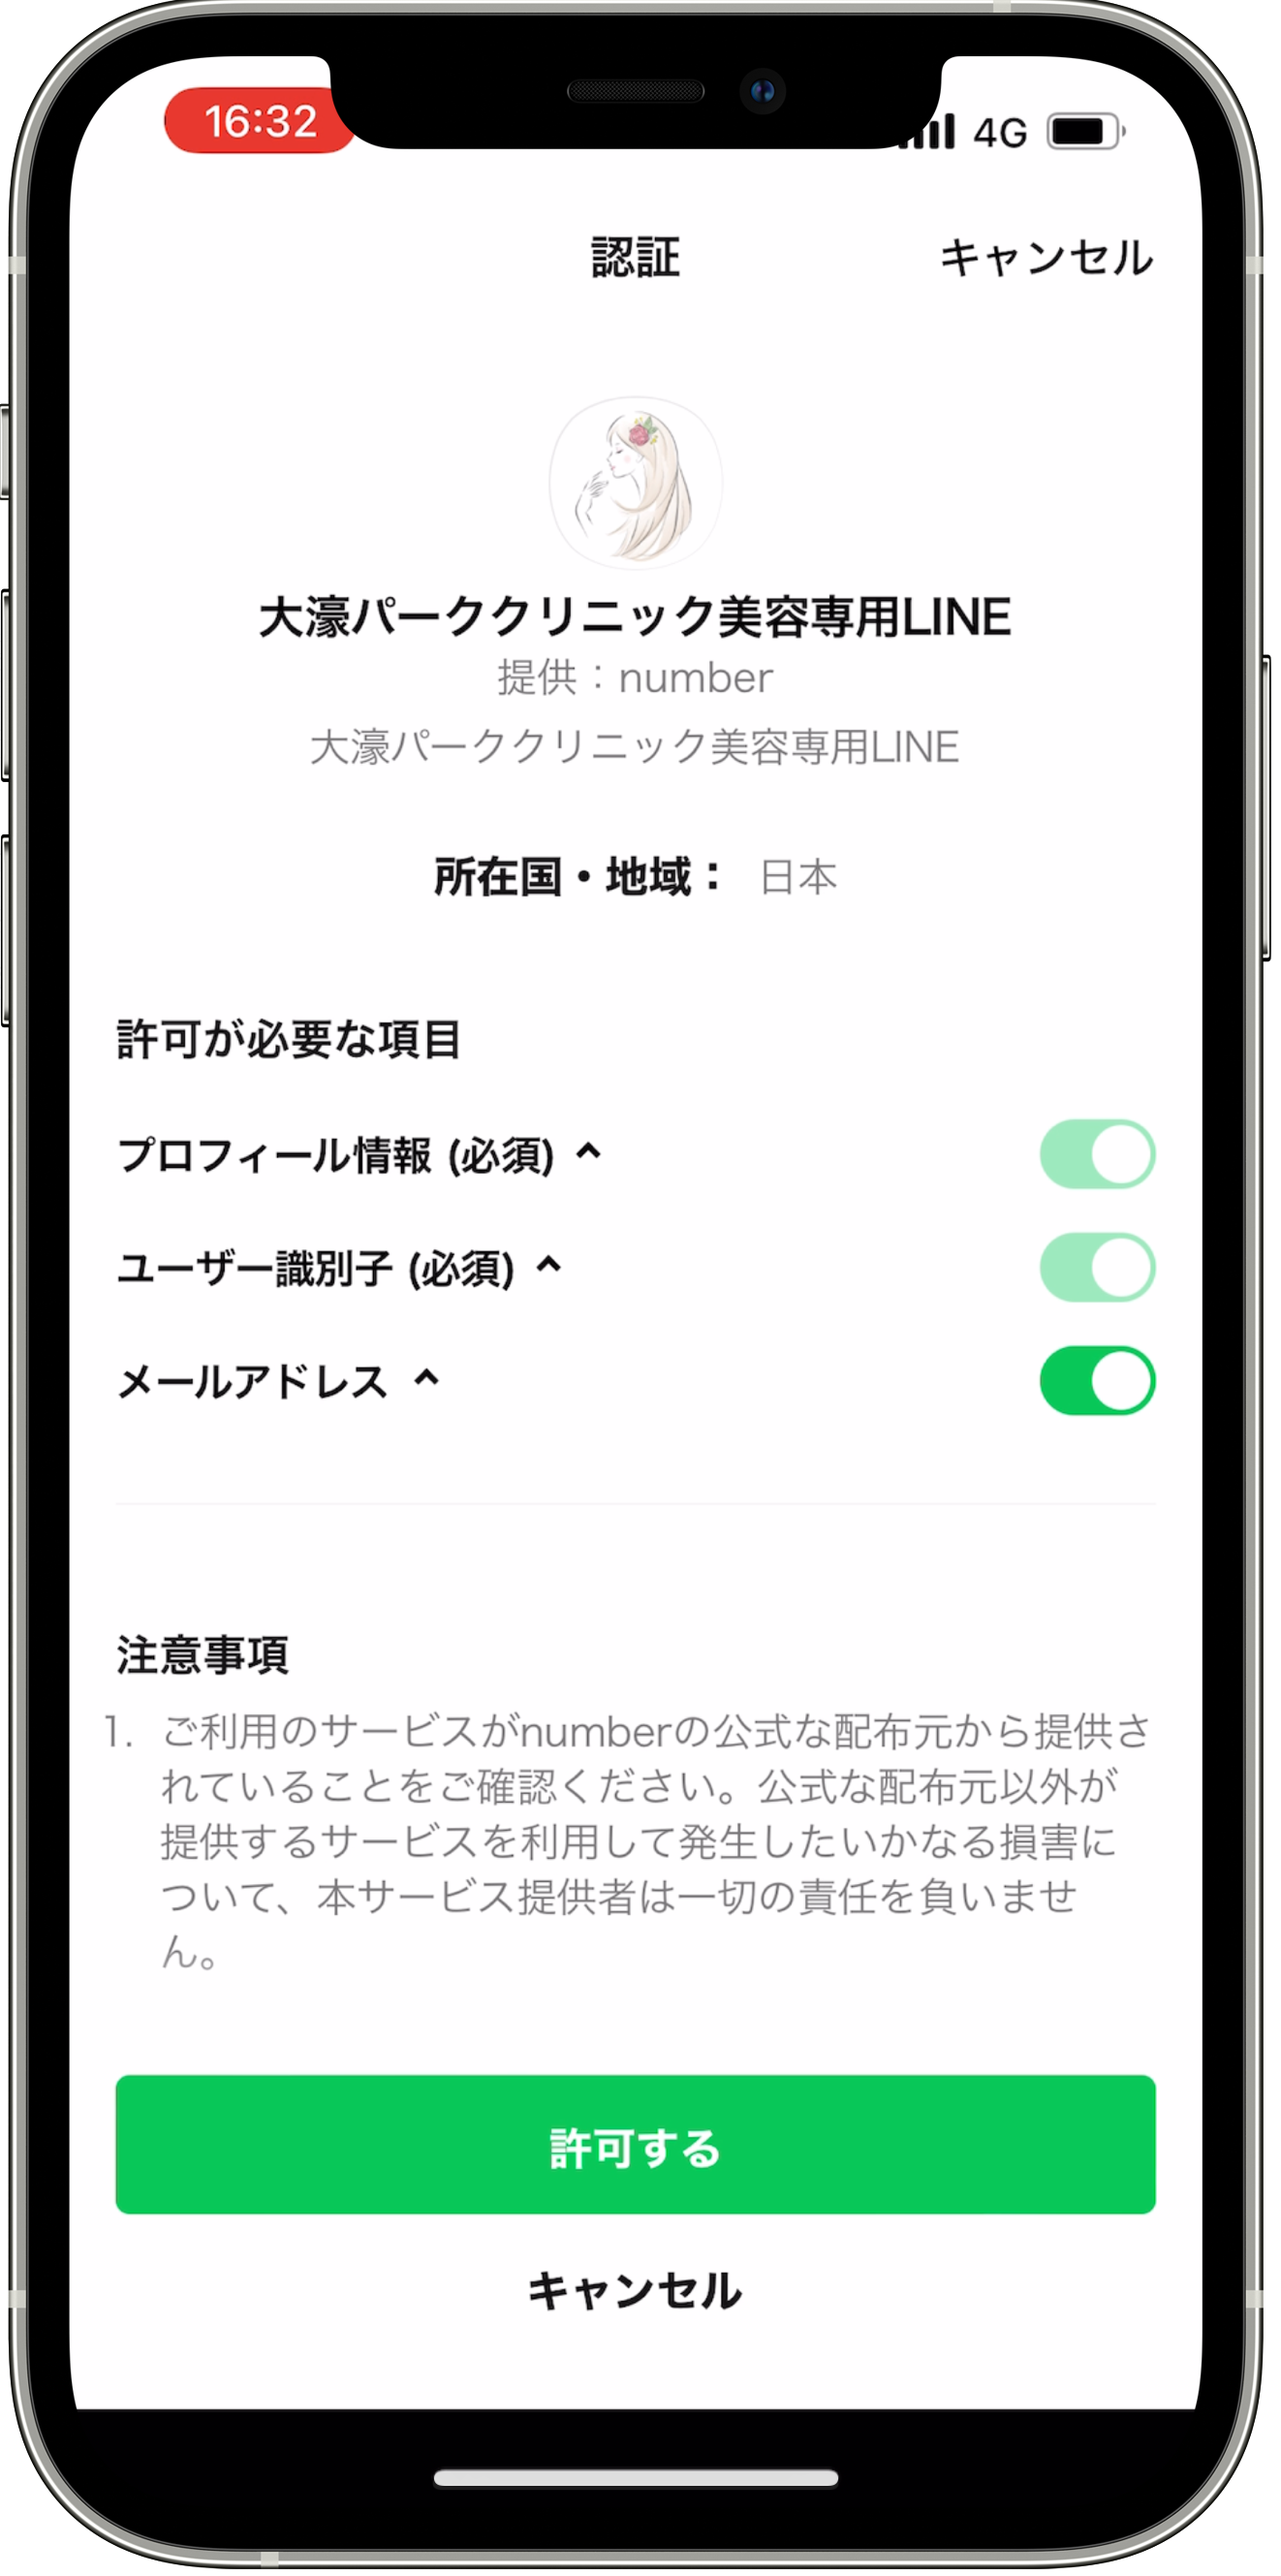 16:32
4G
認証
キャンセル
大濠パーククリニック美容専用LINE
提供：number
大濠パーククリニック美容専用LINE
所在国・地域： 日本
許可が必要な項目
プロフィール情報 (必須)
ユーザー識別子 (必須)
メールアドレス
注意事項
1. ご利用のサービスがnumberの公式な配布元から提供さ
れていることをご確認ください。公式な配布元以外が
提供するサービスを利用して発生したいかなる損害に
ついて、本サービス提供者は一切の責任を負いませ
ん。
許可する
キャンセル